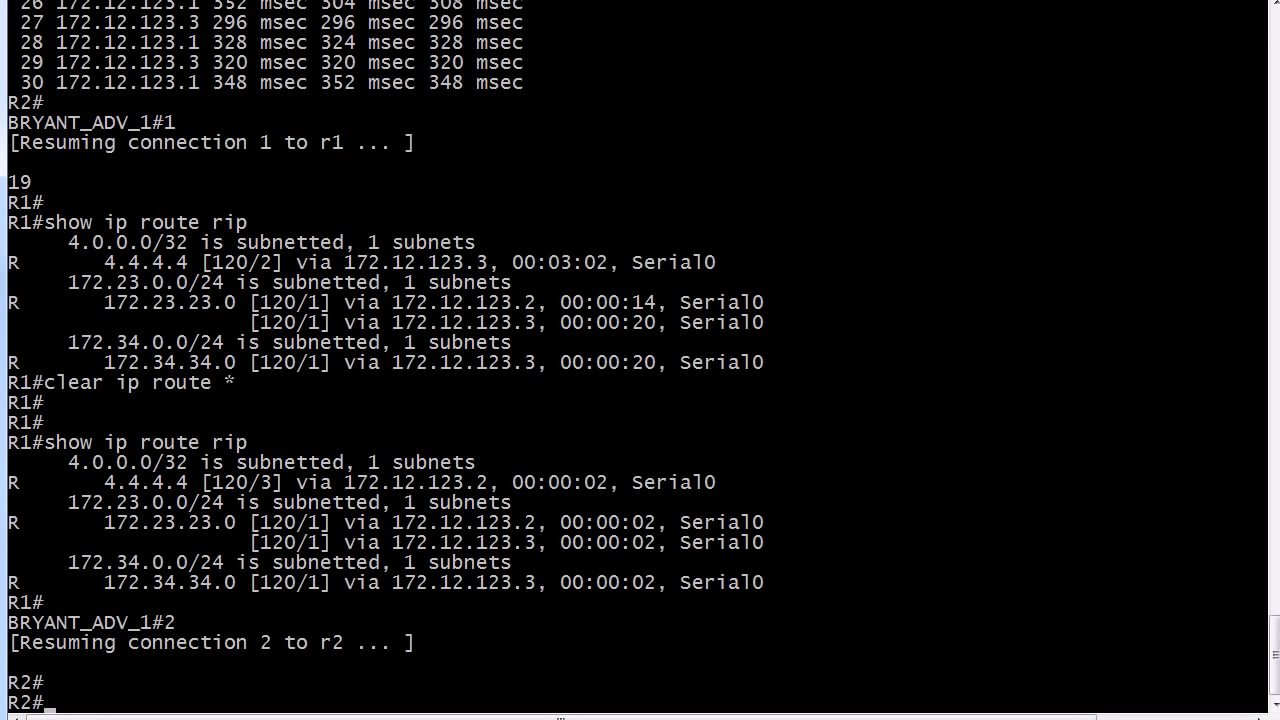 26 172.12.123.1 352 msec 304 msec 308 msec
27 172.12.123.3 296 msec 296 msec 296 msec
28 172.12.123.1 328 msec 324 msec 328 msec
29 172.12.123.3 320 msec 320 msec 320 msec
30 172.12.123.1 348 msec 352 msec 348 msec
R2#
BRYANT_ADV_1#1
[Resuming connection 1 to r1 ... ]
19
R1#
R1#show ip route rip
4.0.0.0/32 is subnetted, 1 subnets
R 4.4.4.4 [120/2] via 172.12.123.3, 00:03:02, Serial0
172.23.0.0/24 is subnetted, 1 subnets
R 172.23.23.0 [120/1] via 172.12.123.2, 00:00:14, Serial0
[120/1] via 172.12.123.3, 00:00:20, Serial0
172.34.0.0/24 is subnetted, 1 subnets
R 172.34.34.0 [120/1] via 172.12.123.3, 00:00:20, Serial0
R1#clear ip route *
R1#
R1#
R1#show ip route rip
4.0.0.0/32 is subnetted, 1 subnets
R 4.4.4.4 [120/3] via 172.12.123.2, 00:00:02, Serial0
172.23.0.0/24 is subnetted, 1 subnets
R 172.23.23.0 [120/1] via 172.12.123.2, 00:00:02, Serial0
[120/1] via 172.12.123.3, 00:00:02, Serial0
172.34.0.0/24 is subnetted, 1 subnets
R 172.34.34.0 [120/1] via 172.12.123.3, 00:00:02, Serial0
R1#
BRYANT_ADV_1#2
[Resuming connection 2 to r2 ... ]
R2#
R2#